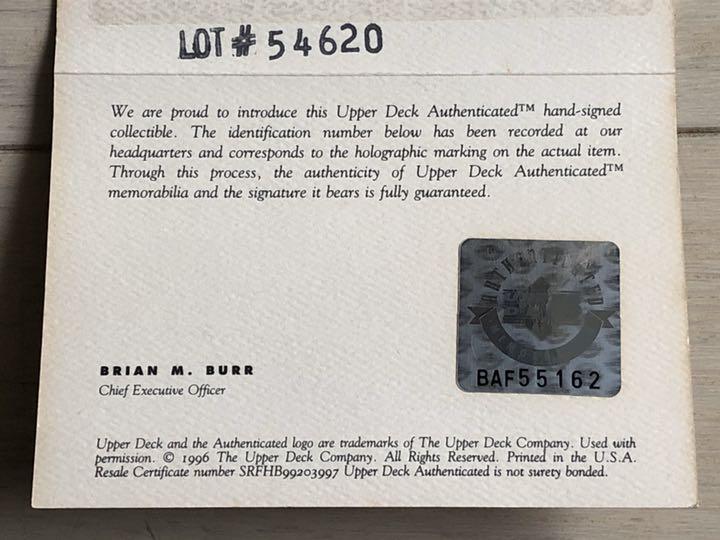 LOT # 54620
We are proud to introduce this Upper Deck Authenticated™ hand-signed
collectible. The identification number below has been recorded at our
headquarters and corresponds to the holographic marking on the actual item.
Through this process, the authenticity of Upper Deck Authenticated™
memorabilia and the signature it bears is fully guaranteed.
AUTHENTICATED
BAF55162
BRIAN M. BURR
Chief Executive Officer
Upper Deck and the Authenticated logo are trademarks of The Upper Deck Company. Used with
permission. © 1996 The Upper Deck Company. All Rights Reserved. Printed in the U.S.A.
Resale Certificate number SRFHB99203997 Upper Deck Authenticated is not surety bonded.